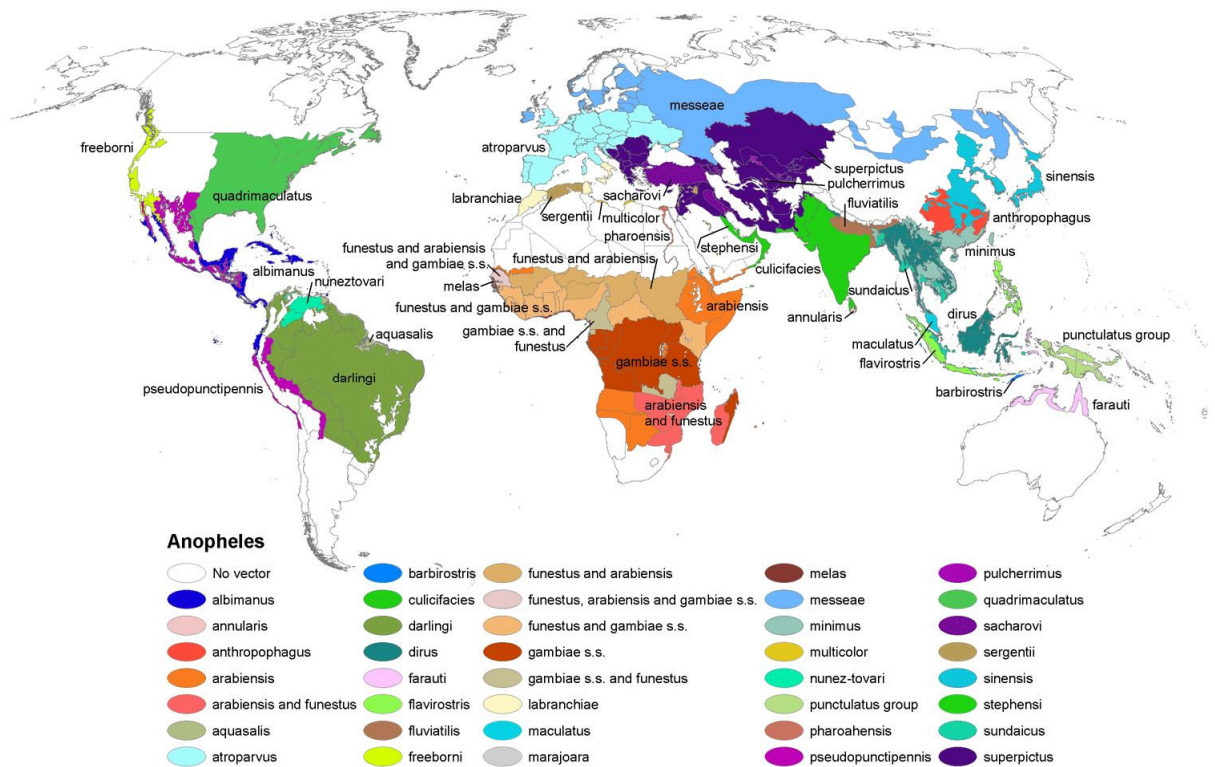 messeae
freeborni
atroparvus
superpictus
sinensis
quadrimaculatus
labranchiae
sacharovi
pulcherrimus
sergentii
multicolor
fluviatilis
anthropophagus
pharoensis
stephensi
minimus
funestus and arabiensis
and gambiae s.s.
funestus and arabiensis
albimanus
nuneztovari
melas
culicifacies
sundaicus
funestus and gambiae s.s.
arabiensis
annularis
dirus
aquasalis
gambiae s.s. and
funestus
punctulatus group
maculatus
flavirostris
gambiae s.s.
darlingi
pseudopunctipennis
barbirostris
arabiensis
and funestus
farauti
Anopheles
No vector
albimanus
annularis
anthropophagus
arabiensis
arabiensis and funestus
aquasalis
atroparvus
barbirostris
culicifacies
darlingi
dirus
farauti
flavirostris
fluviatilis
freeborni
funestus and arabiensis
funestus, arabiensis and gambiae s.s.
funestus and gambiae s.s.
gambiae s.s.
gambiae s.s. and funestus
labranchiae
maculatus
marajoara
melas
messeae
minimus
multicolor
nunez-tovari
punctulatus group
pharoahensis
pseudopunctipennis
pulcherrimus
quadrimaculatus
sacharovi
sergentii
sinensis
stephensi
sundaicus
superpictus